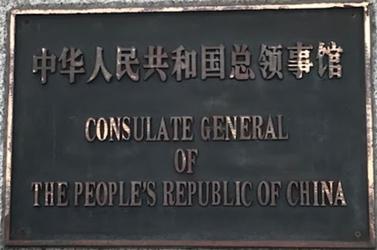 中华人民共和国总领事馆
CONSULATE GENERAL
OF
THE PEOPLE'S REPUBLIC OF CHINA